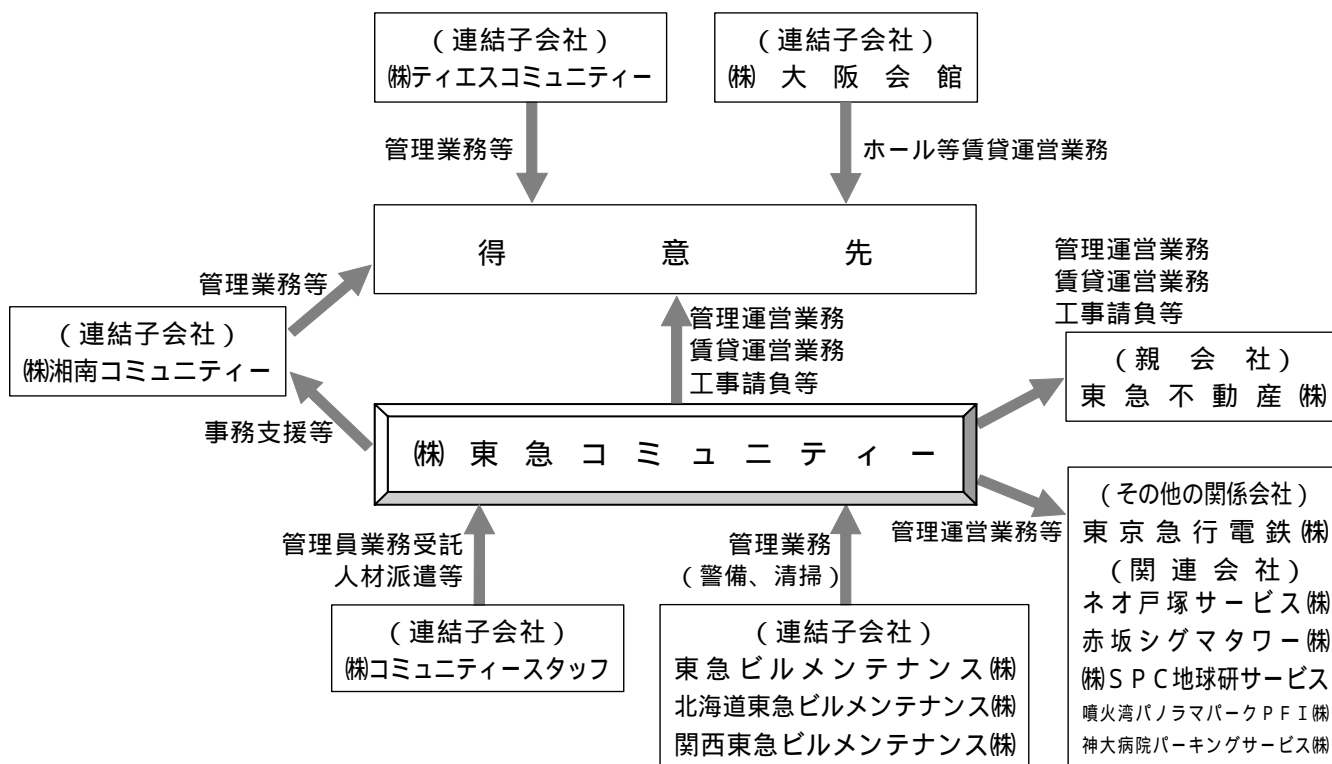 （連結子会社）
㈱ティエスコミュニティー
（連結子会社）
㈱大阪会館
管理業務等
ホール等賃貸運営業務
得意先
管理運営業務
賃貸運営業務
工事請負等
管理業務等
（連結子会社）
㈱湘南コミュニティー
管理運営業務
賃貸運営業務
工事請負等
（親会社）
東急不動産㈱
事務支援等
㈱東急コミュニティー
管理員業務受託
人材派遣等
管理業務
（警備、清掃）
管理運営業務等
（その他の関係会社）
東京急行電鉄㈱
（関連会社）
ネオ戸塚サービス㈱
赤坂シグマタワー㈱
㈱ＳＰＣ地球研サービス
噴火湾パノラマパークＰＦＩ㈱
神大病院パーキングサービス㈱
（連結子会社）
㈱コミュニティースタッフ
（連結子会社）
東急ビルメンテナンス㈱
北海道東急ビルメンテナンス㈱
関西東急ビルメンテナンス㈱